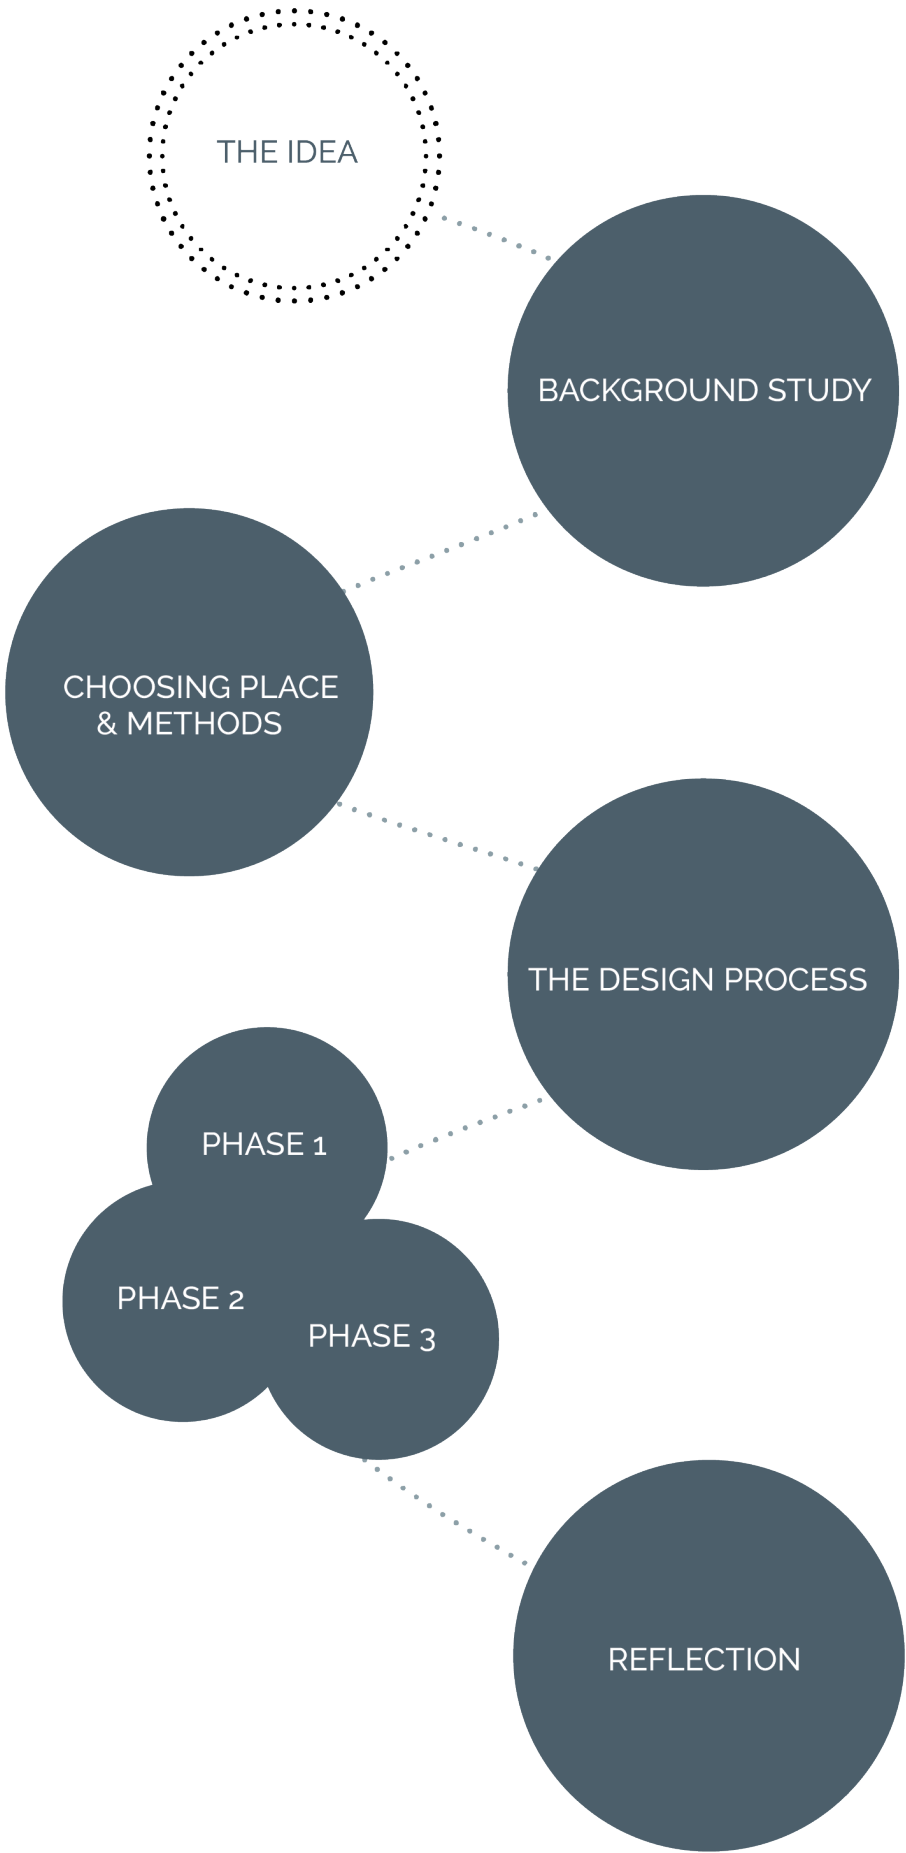 THE IDEA
BACKGROUND STUDY
CHOOSING PLACE
& METHODS
THE DESIGN PROCESS
PHASE 1
PHASE 2
PHASE 3
REFLECTION